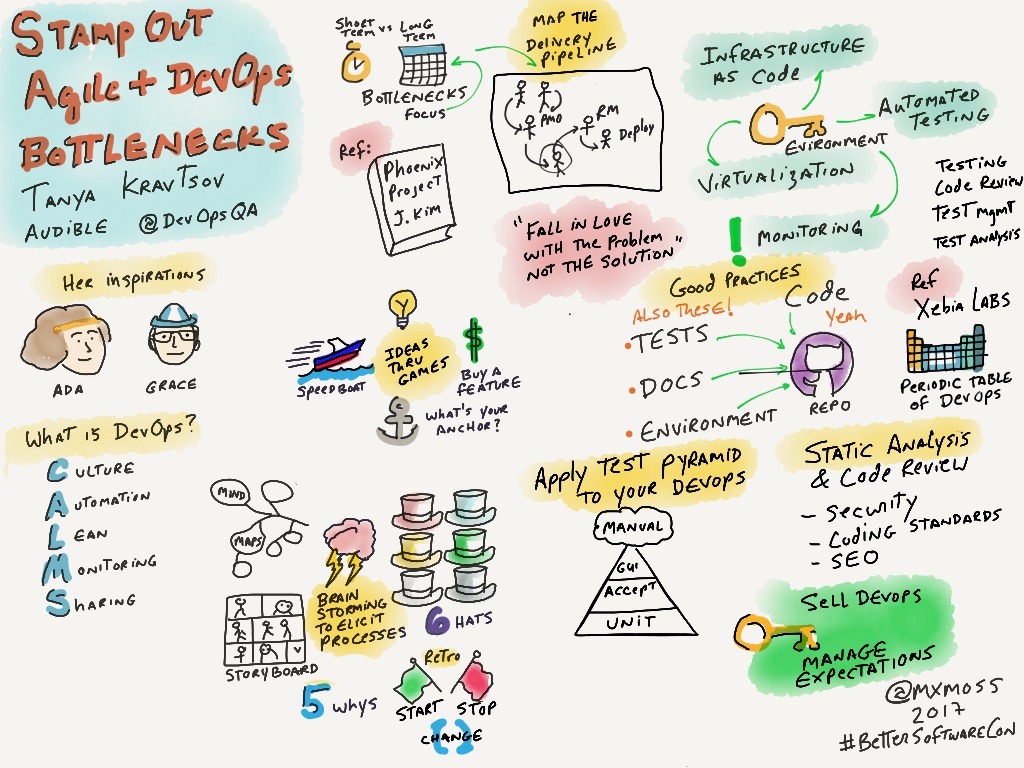 Stamp Out
Agile + DevOps
Bottlenecks
Tanya Kravtsov
Audible @DevOpsQA
Her inspirations
Ada
Grace
What is DevOps?
Culture
Automation
Lean
Monitoring
Sharing
Short Term vs Long Term
Bottlenecks
Focus
Ref:
Phoenix
Project
J. Kim
Map the
Delivery
Pipeline
PMO
RM
Deploy
"Fall in Love
with the Problem
not the Solution"
Speedboat
Ideas
thru
Games
$
Buy a
Feature
What's your
Anchor?
Mind
Maps
Brain
Storming
to elicit
Processes
6 Hats
Storyboard
5 whys
Retro
Start
Stop
Change
Infrastructure
as Code
Automated
Testing
Evironment
Virtualization
Monitoring
Testing
Code Review
Test Mgmt
Test Analysis
!
Good Practices
Also these!
Code
Yeah
• Tests
• Docs
• Environment
Repo
Ref
Xebia Labs
Periodic Table
of DevOps
Apply Test Pyramid
to your DevOps
Manual
GUI
Accept
Unit
Static Analysis
& Code Review
- Security
- Coding Standards
- SEO
Sell Devops
Manage
Expectations
@mxmoss
2017
#BetterSoftwareCon